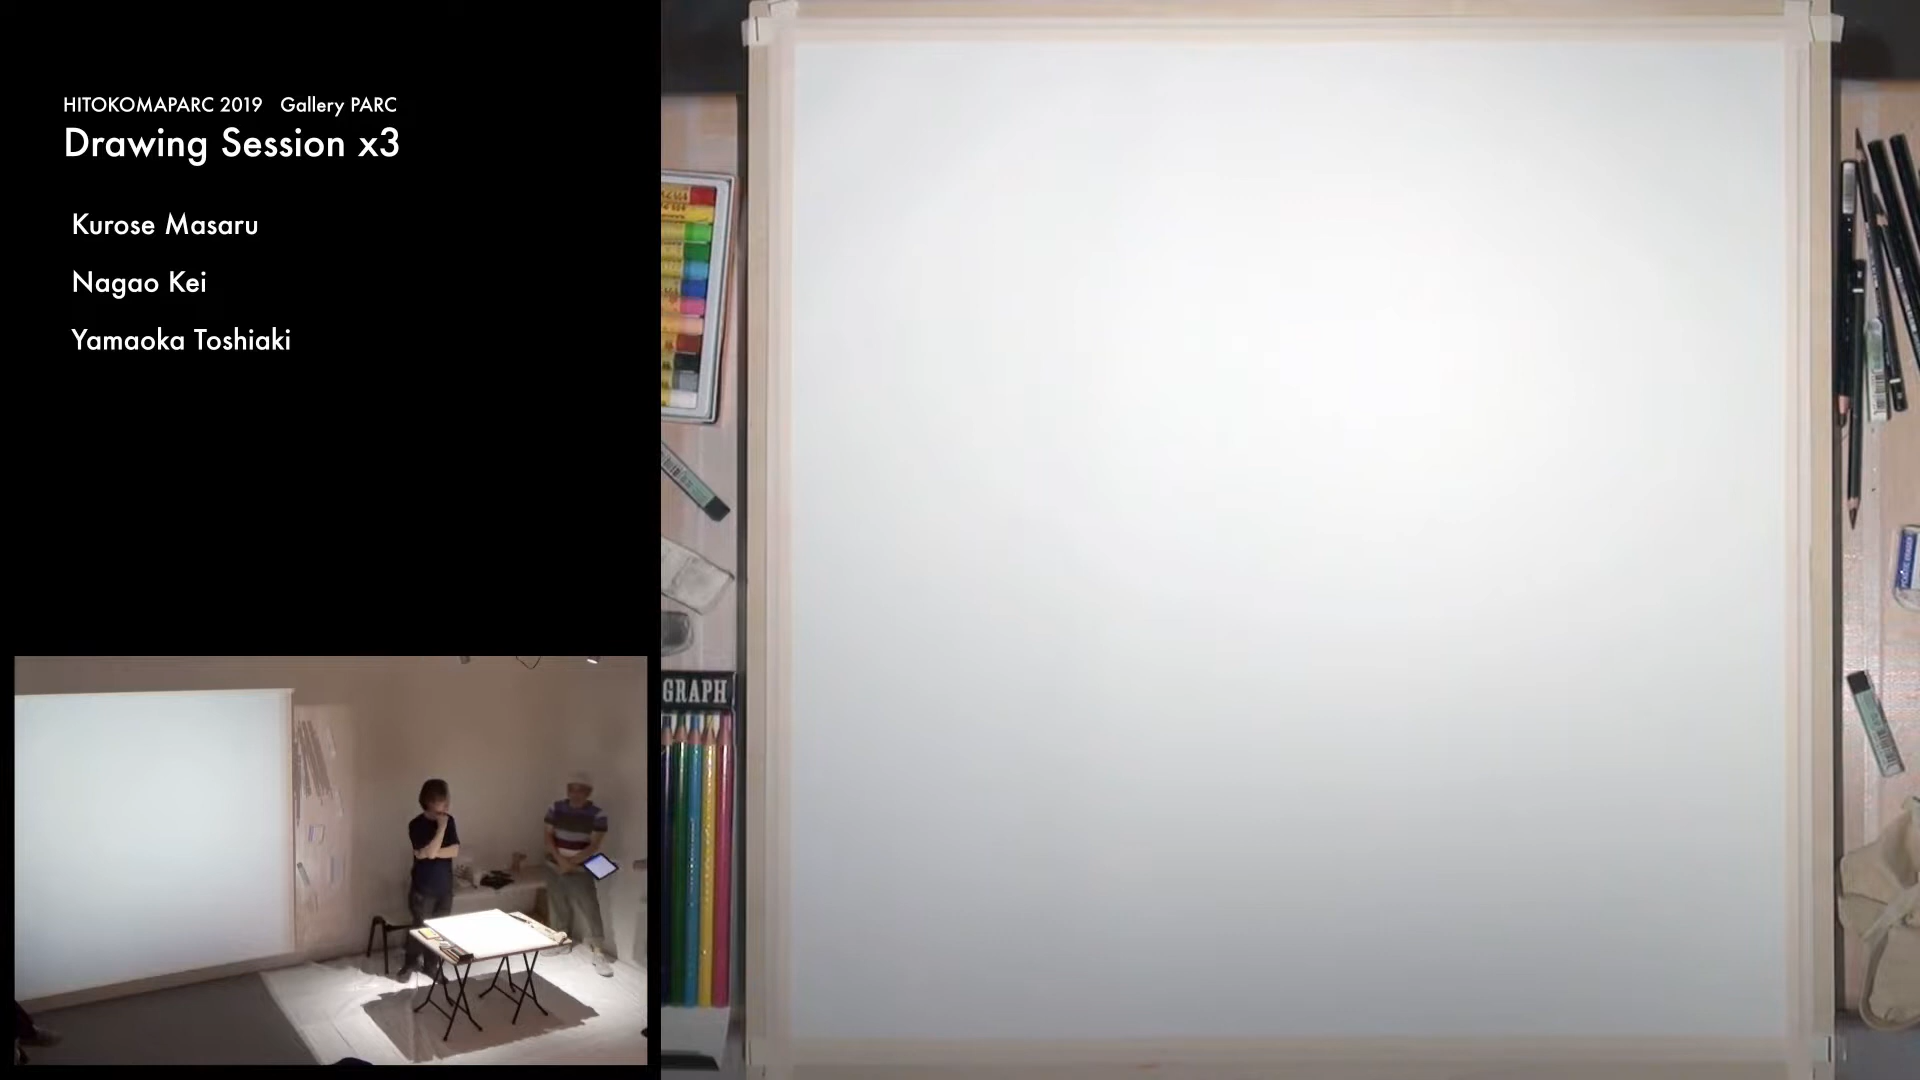 HITOKOMAPARC 2019 Gallery PARC
Drawing Session x3
Kurose Masaru
Nagao Kei
Yamaoka Toshiaki
GRAPH